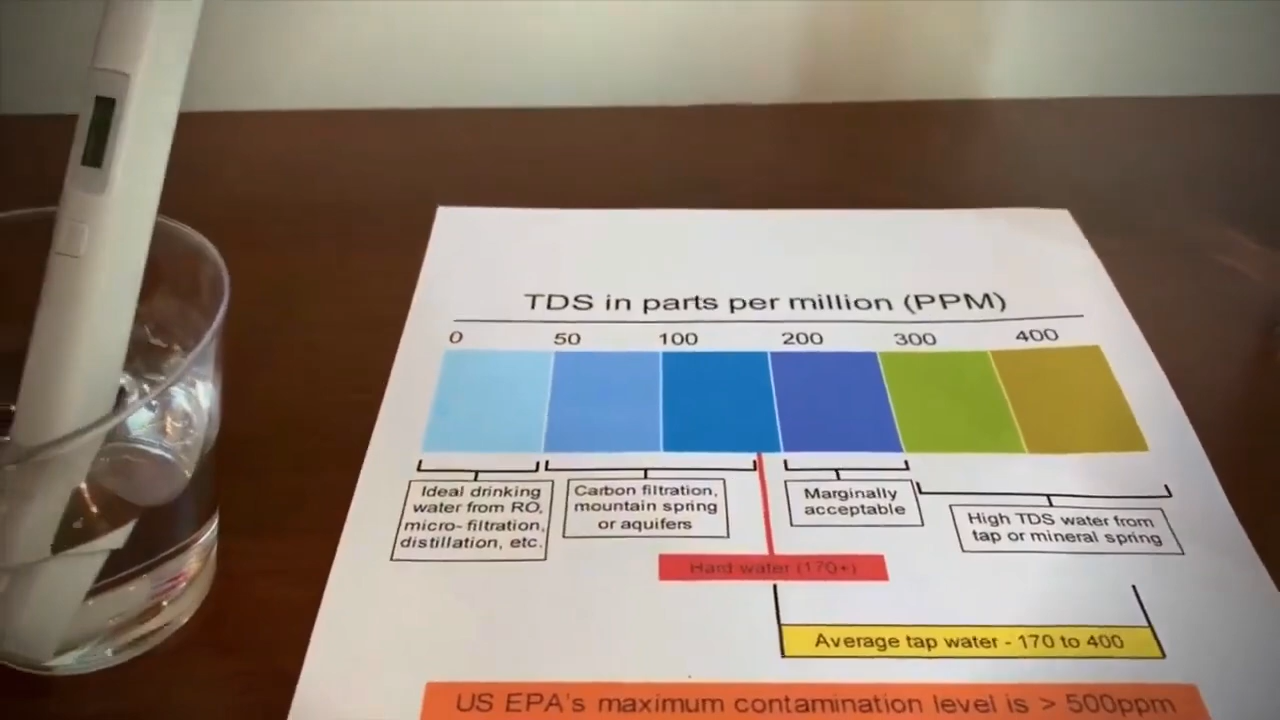 TDS in parts per million (PPM)
0 50 100 200 300 400
Ideal drinking
water from RO,
micro-filtration,
distillation, etc.
Carbon filtration,
mountain spring
or aquifers
Marginally
acceptable
High TDS water from
tap or mineral spring
Hard water (170+)
Average tap water - 170 to 400
US EPA's maximum contamination level is > 500ppm